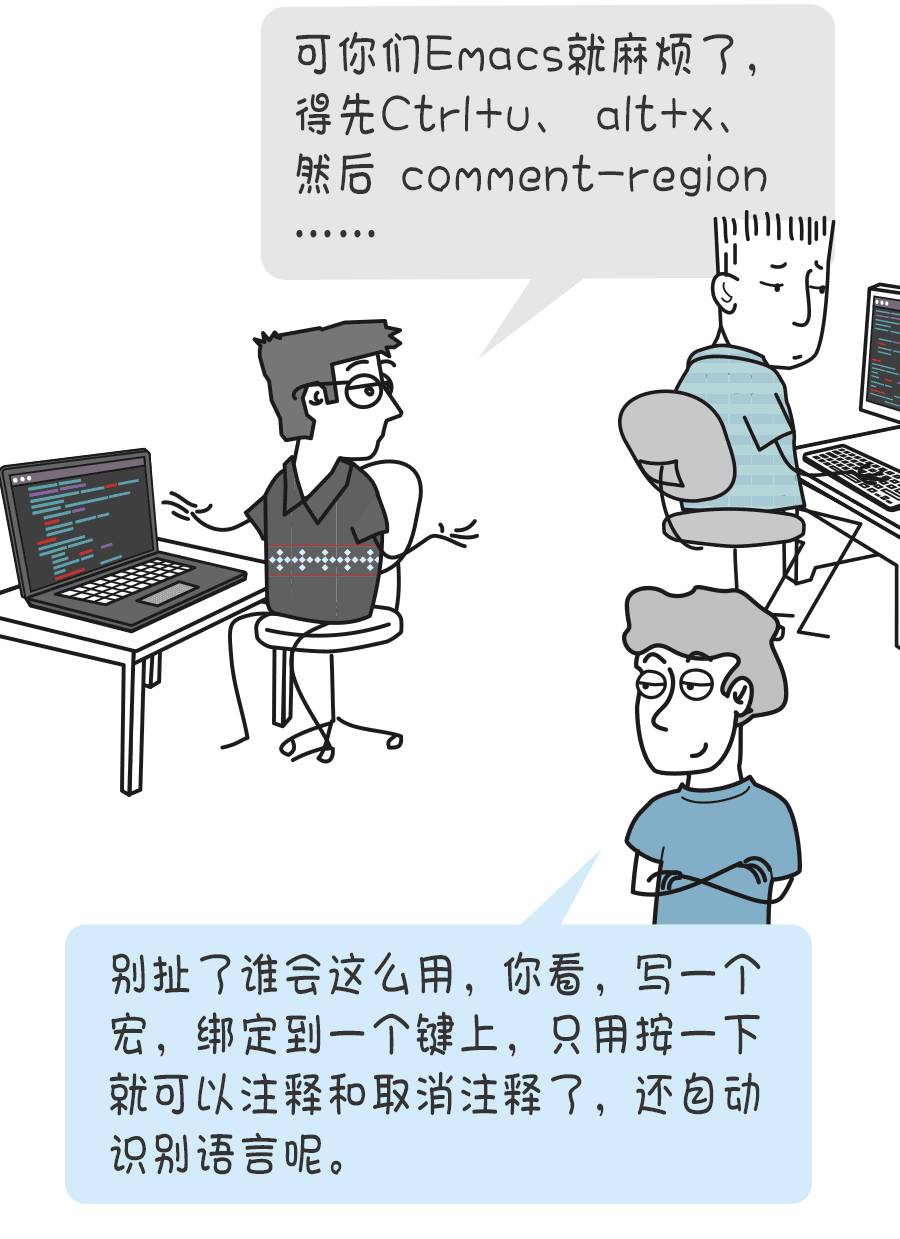 可你们Emacs就麻烦了，
得先Ctrl+u、 alt+x、
然后 comment-region
……
别扯了谁会这么用，你看，写一个
宏，绑定到一个键上，只用按一下
就可以注释和取消注释了，还自动
识别语言呢。